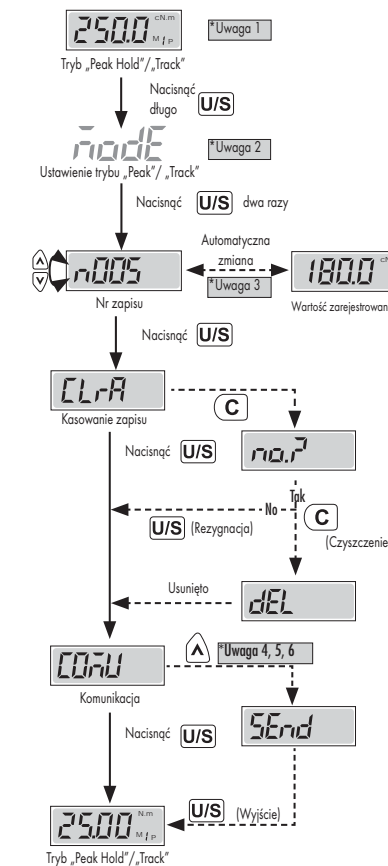 250.0 cN.m
M / P
*Uwaga 1
Tryb „Peak Hold"/„Track"
Nacisnąć
długo U/S
modE
*Uwaga 2
Ustawienie trybu „Peak"/ „Track"
Nacisnąć U/S dwa razy
Automatyczna
zmiana
*Uwaga 3
n005
180.0 cN
Nr zapisu
Wartość zarejestrowan
Nacisnąć U/S
CLrA
Kasowanie zapisu
C
Nacisnąć U/S
no.?
Tak
No
C
U/S (Rezygnacja)
(Czyszczenie
Usunięto
dEL
COmU
*Uwaga 4, 5, 6
Komunikacja
SEnd
Nacisnąć U/S
25.00 N.m
M / P
U/S (Wyjście)
Tryb „Peak Hold"/„Track"